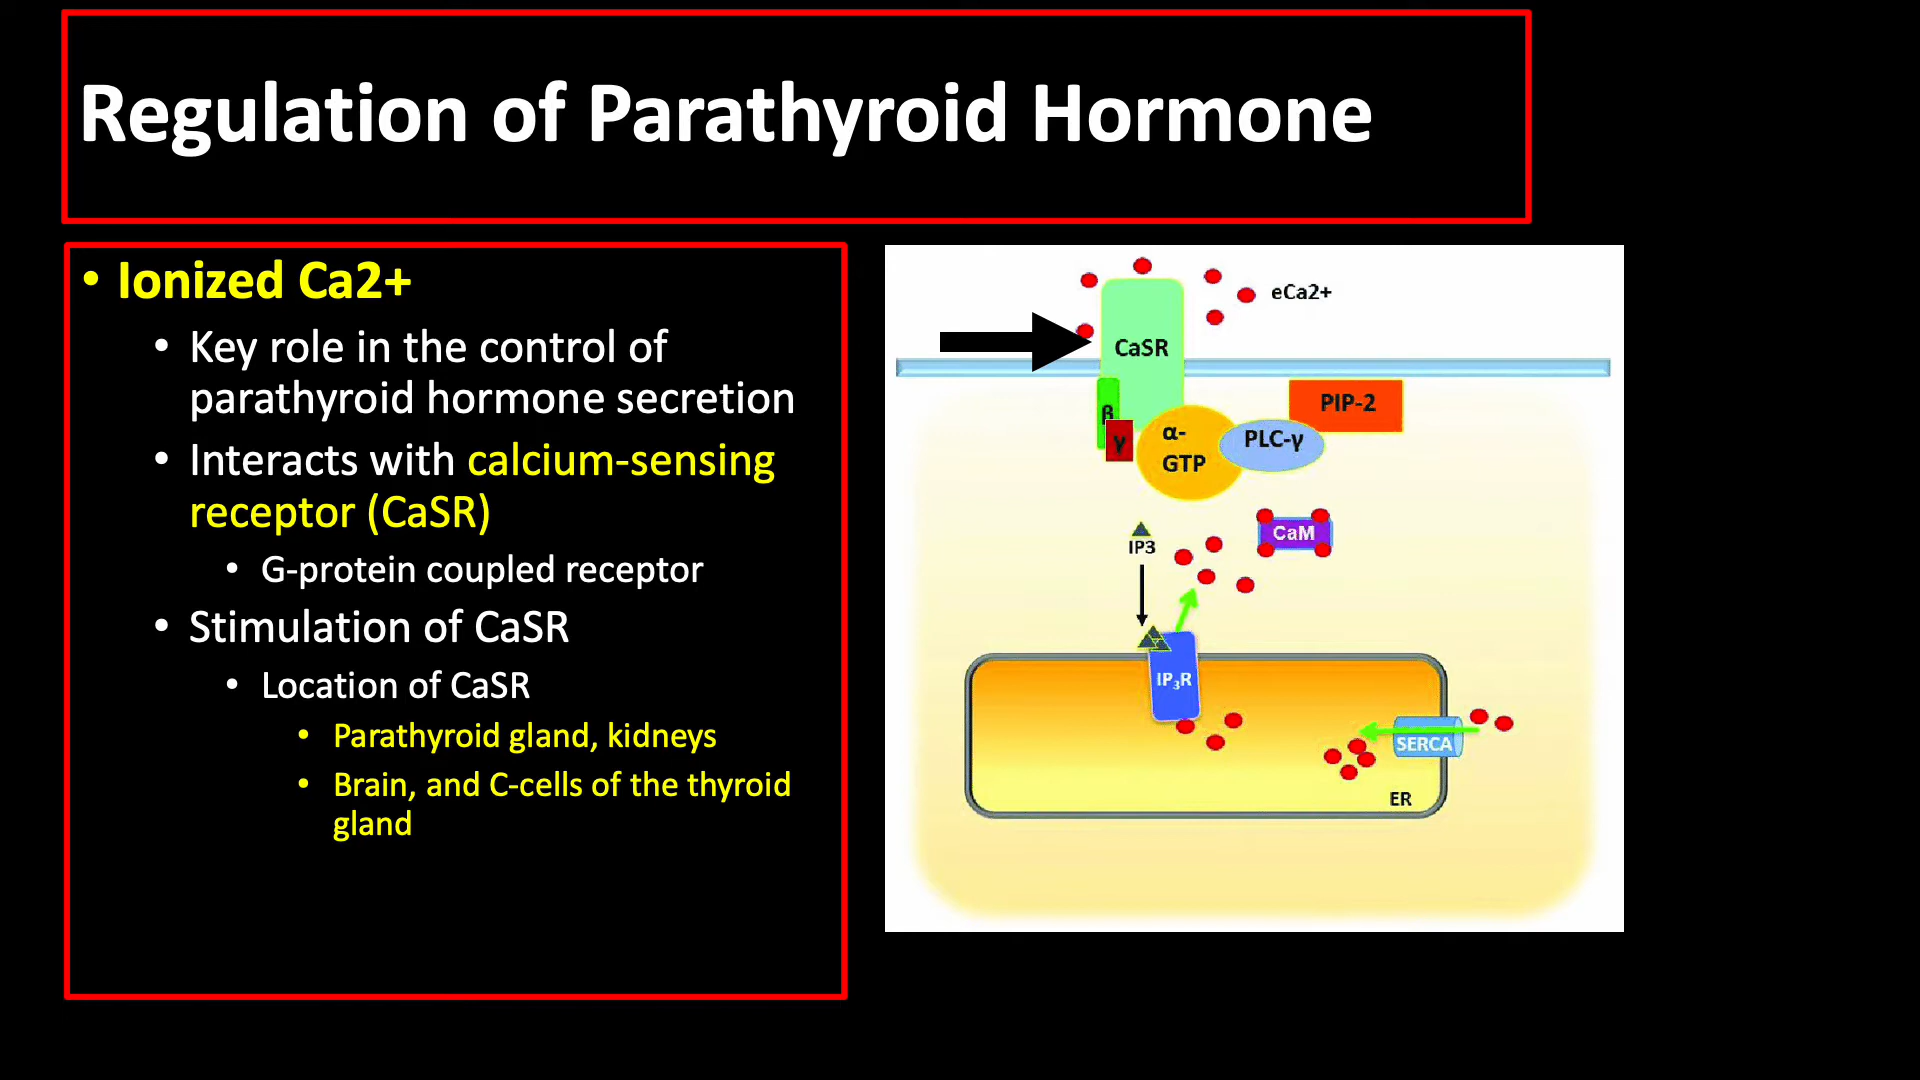 Regulation of Parathyroid Hormone
• Ionized Ca2+
• Key role in the control of
parathyroid hormone secretion
• Interacts with calcium-sensing
receptor (CaSR)
• G-protein coupled receptor
• Stimulation of CaSR
• Location of CaSR
• Parathyroid gland, kidneys
• Brain, and C-cells of the thyroid
gland
eCa2+
CaSR
β
γ
α-
GTP
PLC-γ
PIP-2
CaM
IP3
IP₃R
SERCA
ER